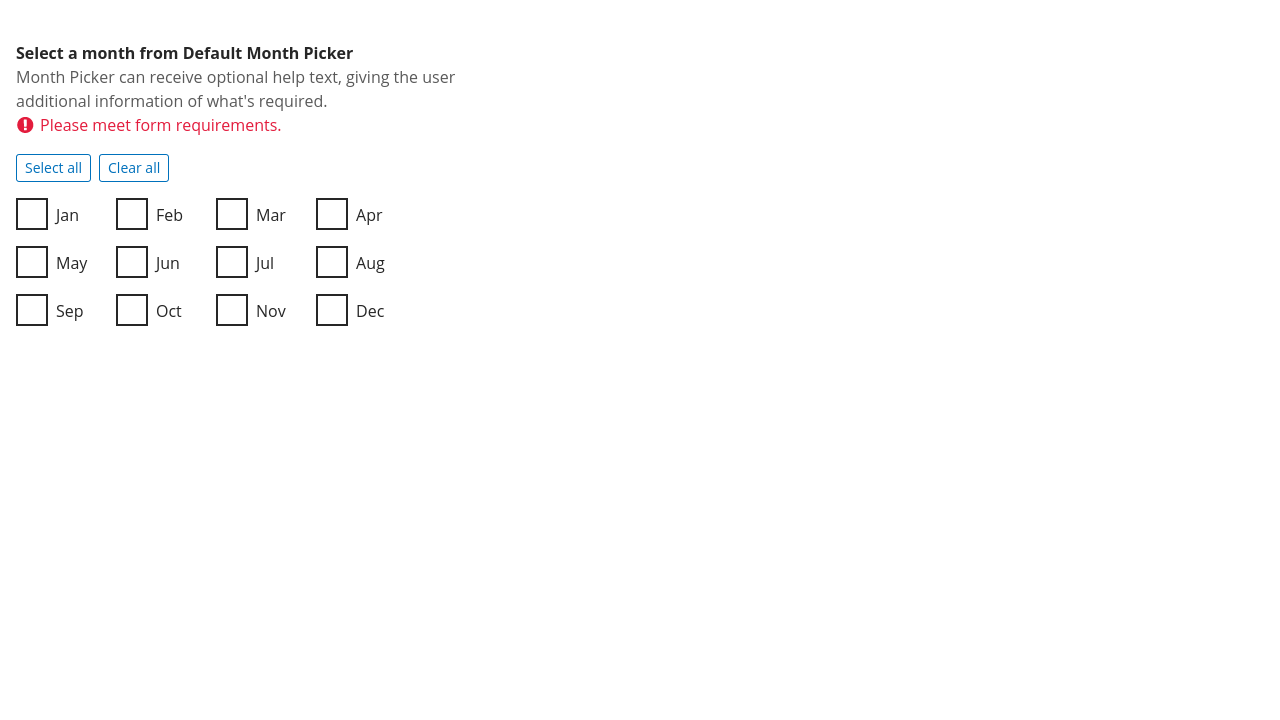 Select a month from Default Month Picker
Month Picker can receive optional help text, giving the user
additional information of what's required.
Please meet form requirements.
Select all Clear all
Jan Feb Mar Apr
May Jun Jul Aug
Sep Oct Nov Dec